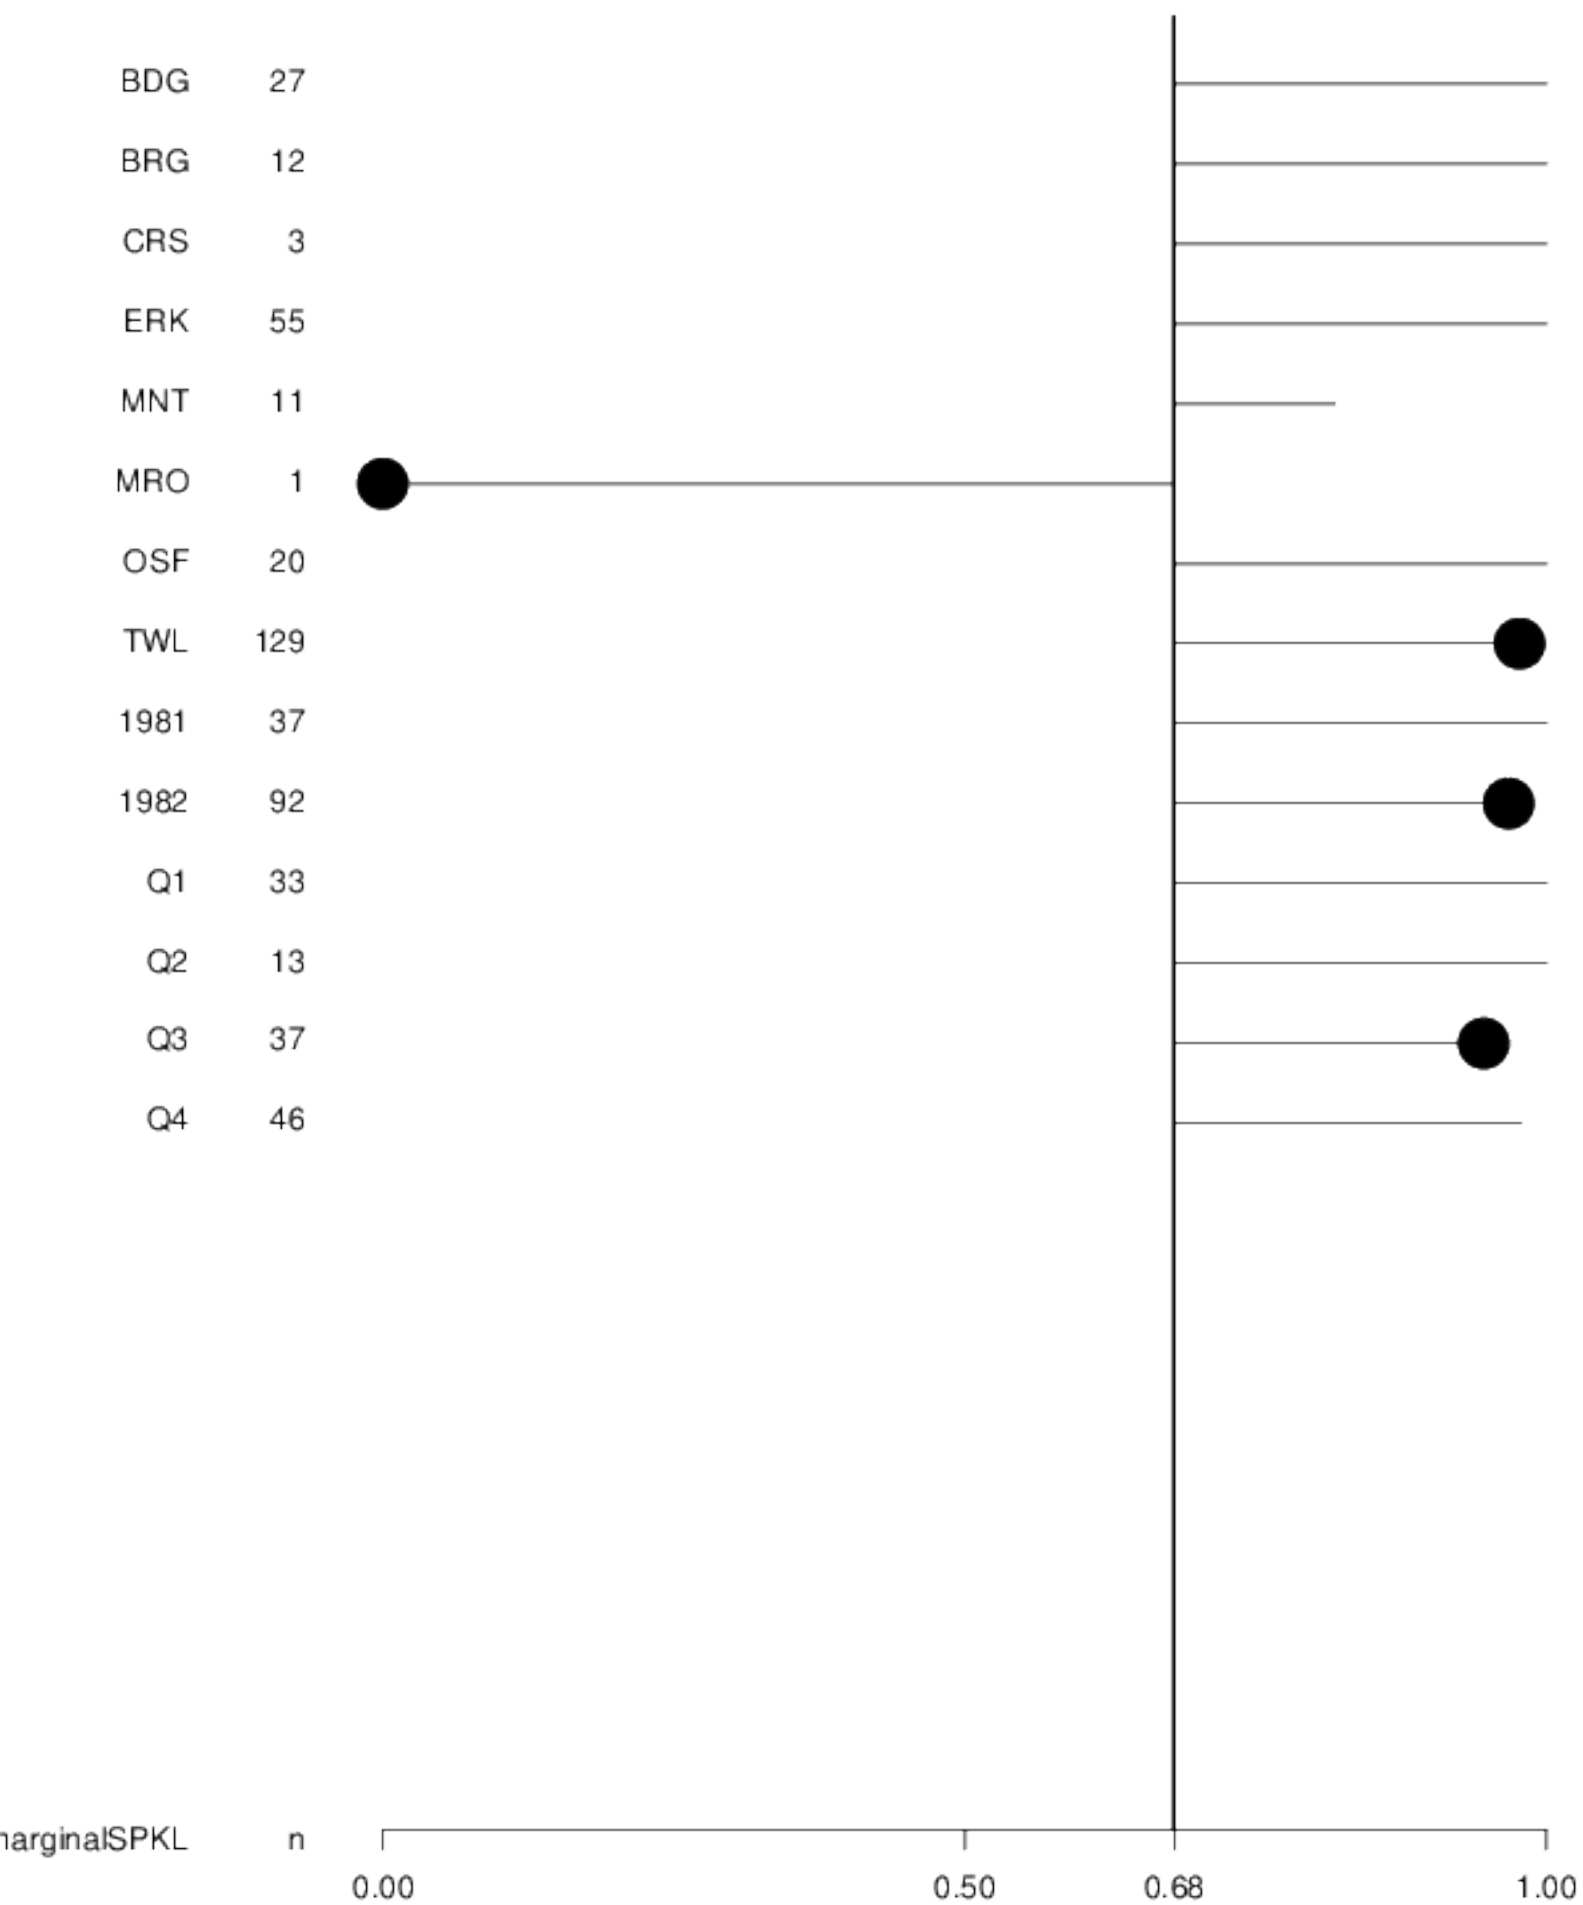 BDG 27
BRG 12
CRS 3
ERK 55
MNT 11
MRO 1
OSF 20
TWL 129
1981 37
1982 92
Q1 33
Q2 13
Q3 37
Q4 46
arginalSPKL n
0.00 0.50 0.68 1.00